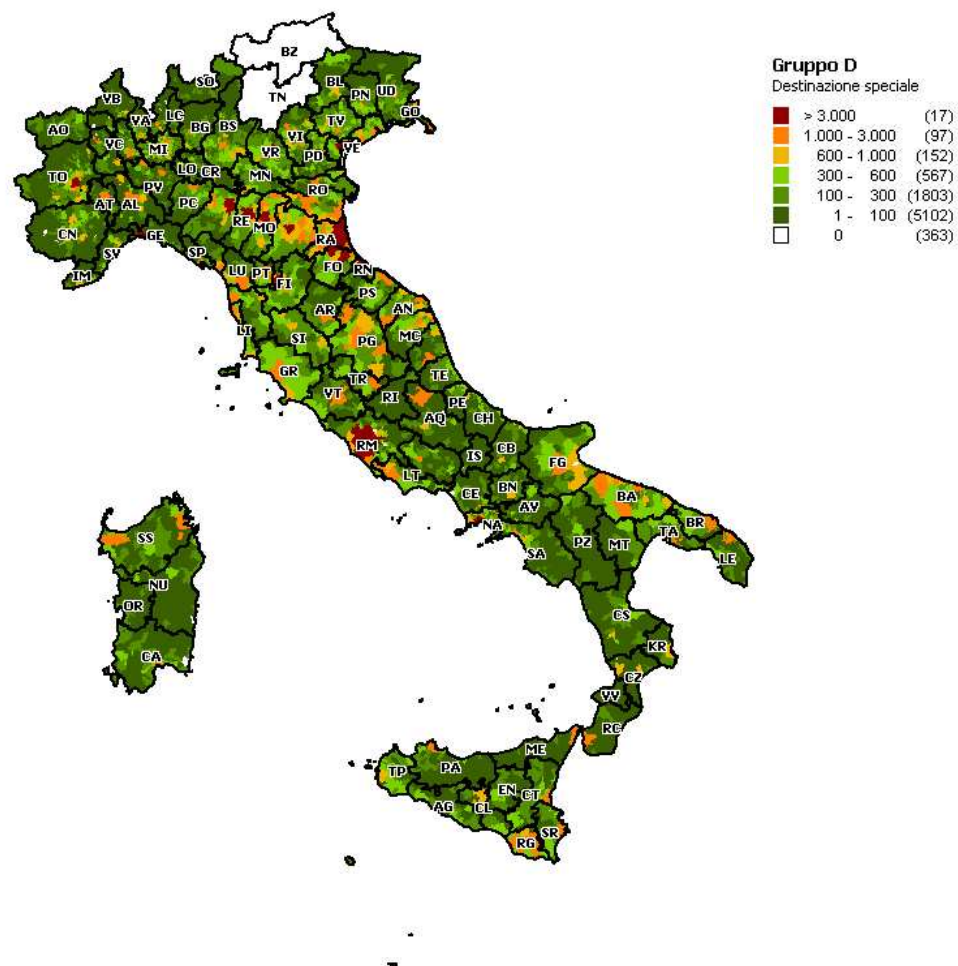 Gruppo D
Destinazione speciale
> 3.000 (17)
1.000 - 3.000 (97)
600 - 1.000 (152)
300 - 600 (567)
100 - 300 (1803)
1 - 100 (5102)
0 (363)
BZ
SO
TN
BL
PN
UD
VB
VA
LC
BG
BS
TV
GO
AO
VC
MI
VI
VE
VR
PD
TO
LO
CR
MN
RO
PV
AT
AL
PC
RE
MO
CN
GE
RA
SV
SP
FO
RN
IM
LU
PT
FI
PS
AR
AN
LI
SI
PG
MC
GR
TR
TE
VT
RI
PE
AQ
CH
RM
IS
CB
FG
LT
CE
BN
AV
BA
NA
BR
TA
SS
SA
PZ
MT
LE
NU
OR
CS
CA
KR
CZ
VV
RC
ME
TP
PA
EN
CT
AG
CL
SR
RG